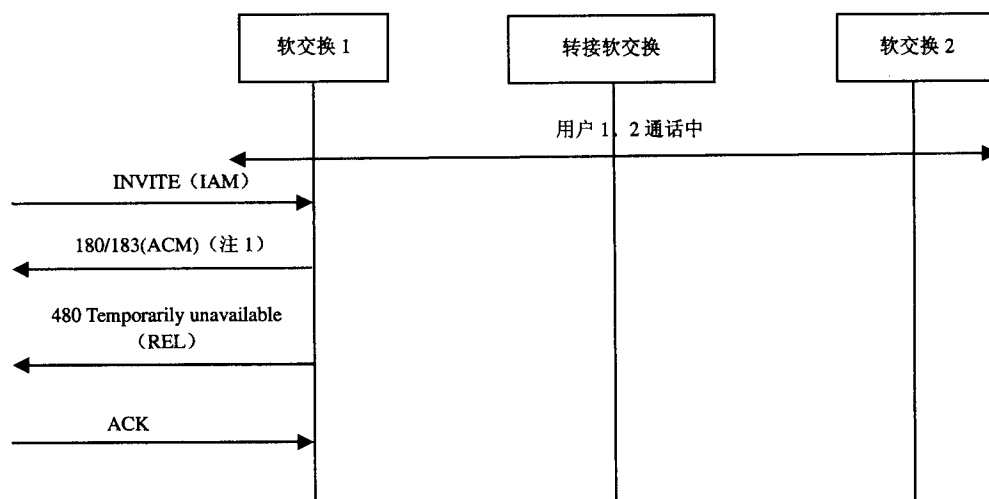 软交换 1
转接软交换
软交换 2
用户 1、2 通话中
INVITE（IAM）
180/183(ACM)（注 1）
480 Temporarily unavailable
（REL）
ACK